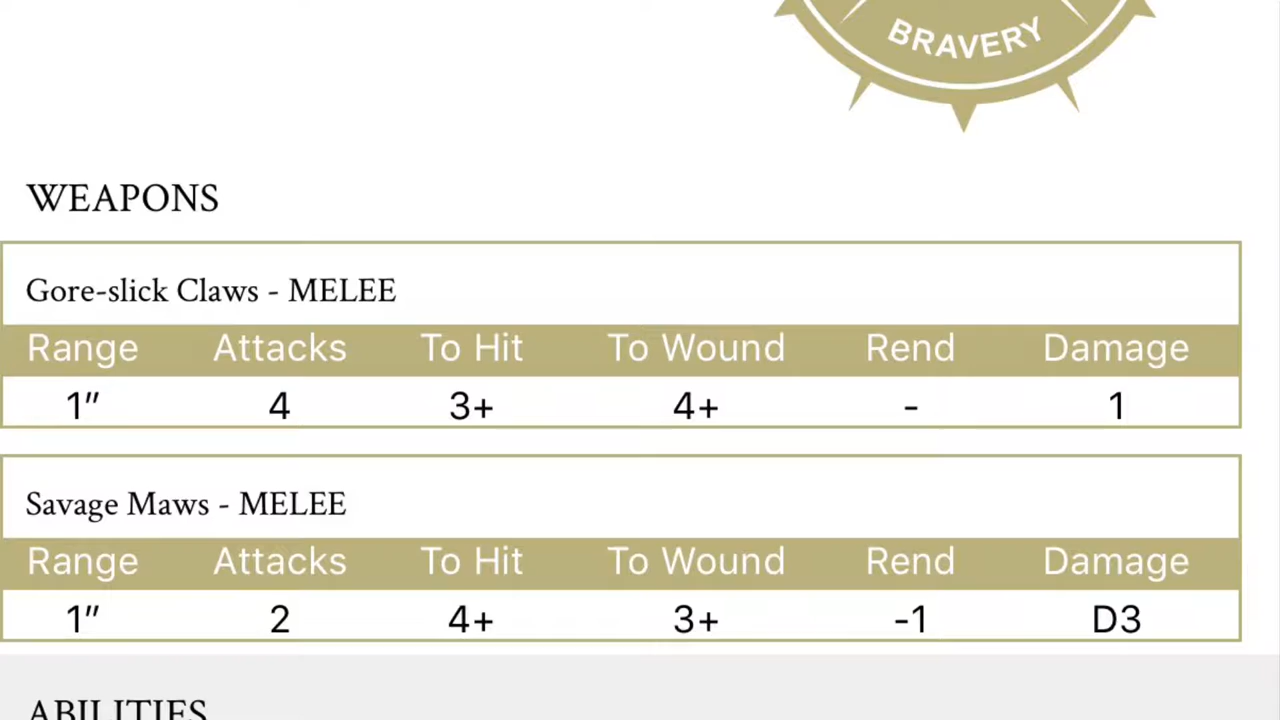 BRAVERY
WEAPONS
Gore-slick Claws - MELEE
Range Attacks To Hit To Wound Rend Damage
1″ 4 3+ 4+ - 1
Savage Maws - MELEE
Range Attacks To Hit To Wound Rend Damage
1″ 2 4+ 3+ -1 D3
ABILITIES